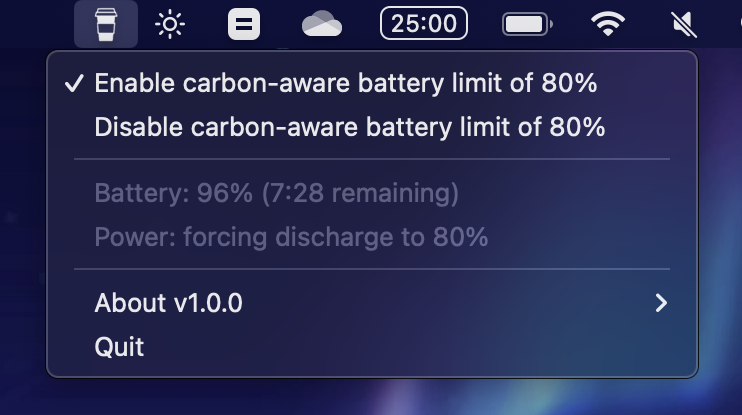 25:00
Enable carbon-aware battery limit of 80%
Disable carbon-aware battery limit of 80%
Battery: 96% (7:28 remaining)
Power: forcing discharge to 80%
About v1.0.0
Quit